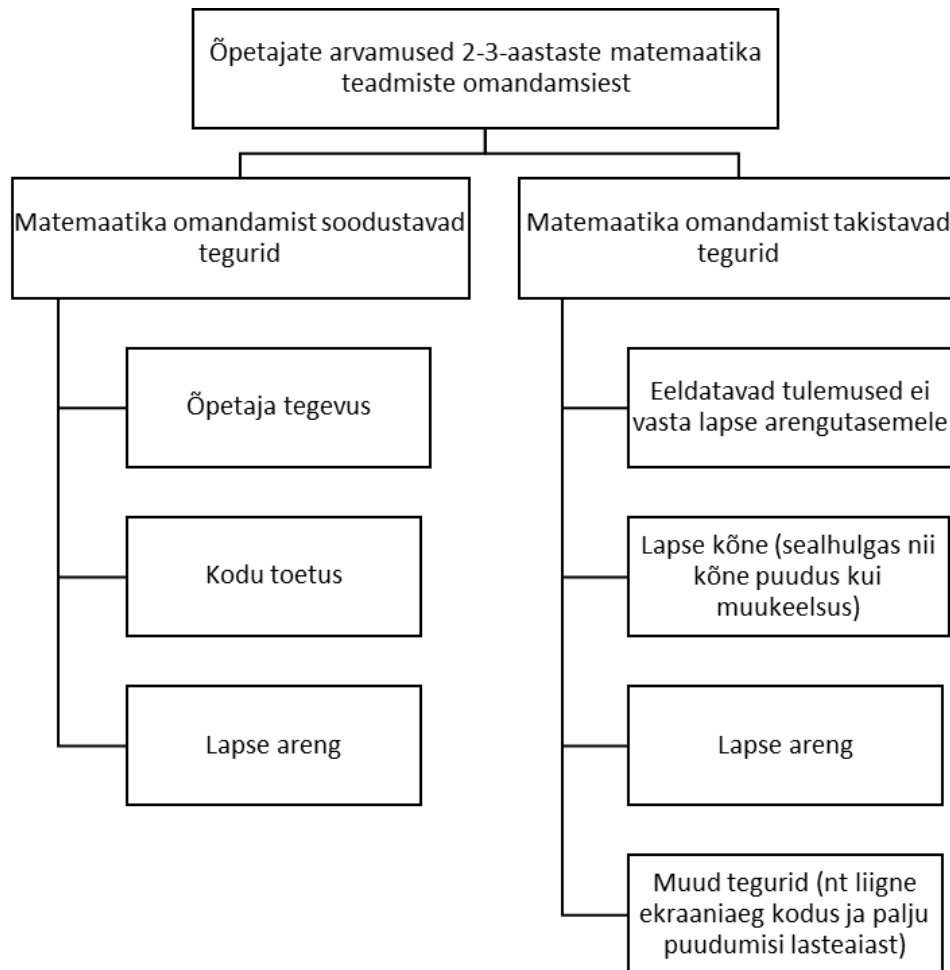 Õpetajate arvamused 2-3-aastaste matemaatika
teadmiste omandamsiest
Matemaatika omandamist soodustavad
tegurid
Õpetaja tegevus
Kodu toetus
Lapse areng
Matemaatika omandamist takistavad
tegurid
Eeldatavad tulemused ei
vasta lapse arengutasemele
Lapse kõne (sealhulgas nii
kõne puudus kui
muukeelsus)
Lapse areng
Muud tegurid (nt liigne
ekraaniaeg kodus ja palju
puudumisi lasteaiast)